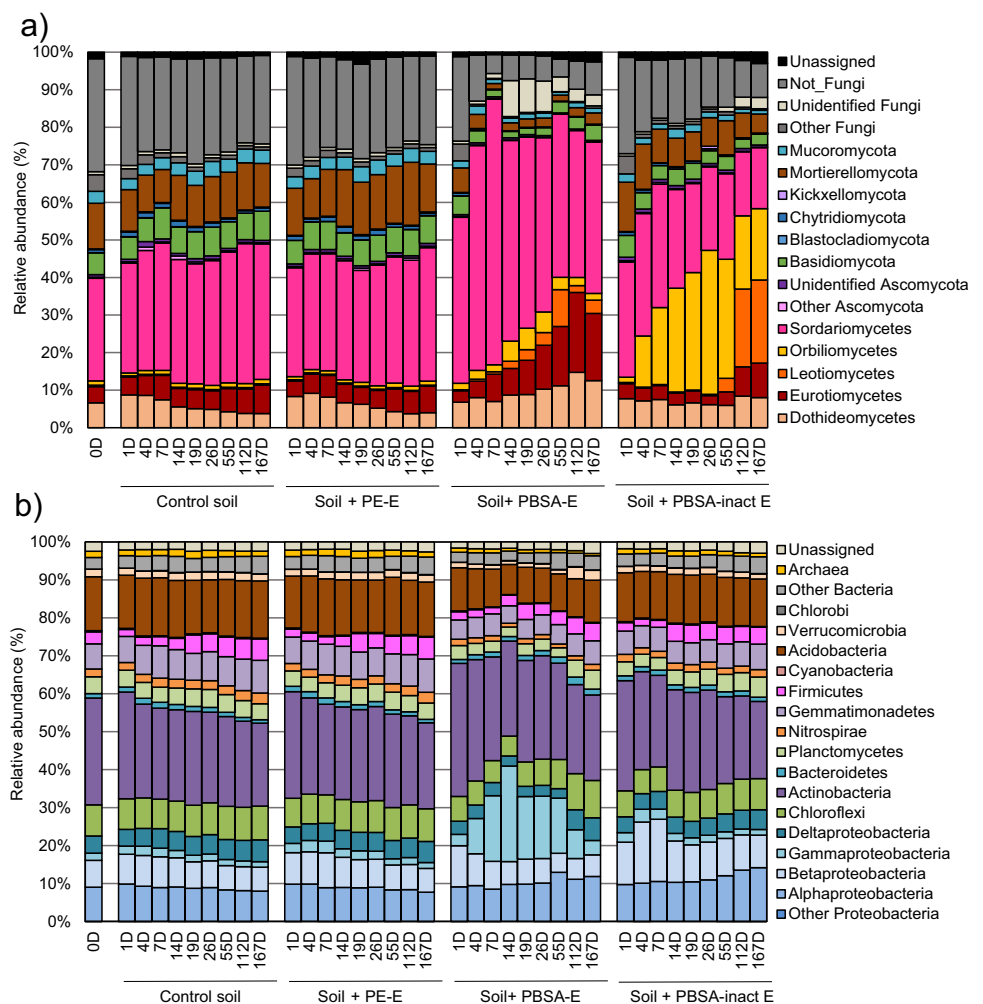 a)
100%
90%
80%
70%
60%
50%
40%
30%
20%
10%
0%
Relative abundance (%)
Unassigned
Not_Fungi
Unidentified Fungi
Other Fungi
Mucoromycota
Mortierellomycota
Kickxellomycota
Chytridiomycota
Blastocladiomycota
Basidiomycota
Unidentified Ascomycota
Other Ascomycota
Sordariomycetes
Orbiliomycetes
Leotiomycetes
Eurotiomycetes
Dothideomycetes
0D 1D 4D 7D 14D 19D 26D 55D 112D 167D 1D 4D 7D 14D 19D 26D 55D 112D 167D 1D 4D 7D 14D 19D 26D 55D 112D 167D 1D 4D 7D 14D 19D 26D 55D 112D 167D
Control soil Soil + PE-E Soil+ PBSA-E Soil + PBSA-inact E
b)
100%
90%
80%
70%
60%
50%
40%
30%
20%
10%
0%
Relative abundance (%)
Unassigned
Archaea
Other Bacteria
Chlorobi
Verrucomicrobia
Acidobacteria
Cyanobacteria
Firmicutes
Gemmatimonadetes
Nitrospirae
Planctomycetes
Bacteroidetes
Actinobacteria
Chloroflexi
Deltaproteobacteria
Gammaproteobacteria
Betaproteobacteria
Alphaproteobacteria
Other Proteobacteria
0D 1D 4D 7D 14D 19D 26D 55D 112D 167D 1D 4D 7D 14D 19D 26D 55D 112D 167D 1D 4D 7D 14D 19D 26D 55D 112D 167D 1D 4D 7D 14D 19D 26D 55D 112D 167D
Control soil Soil + PE-E Soil+ PBSA-E Soil + PBSA-inact E